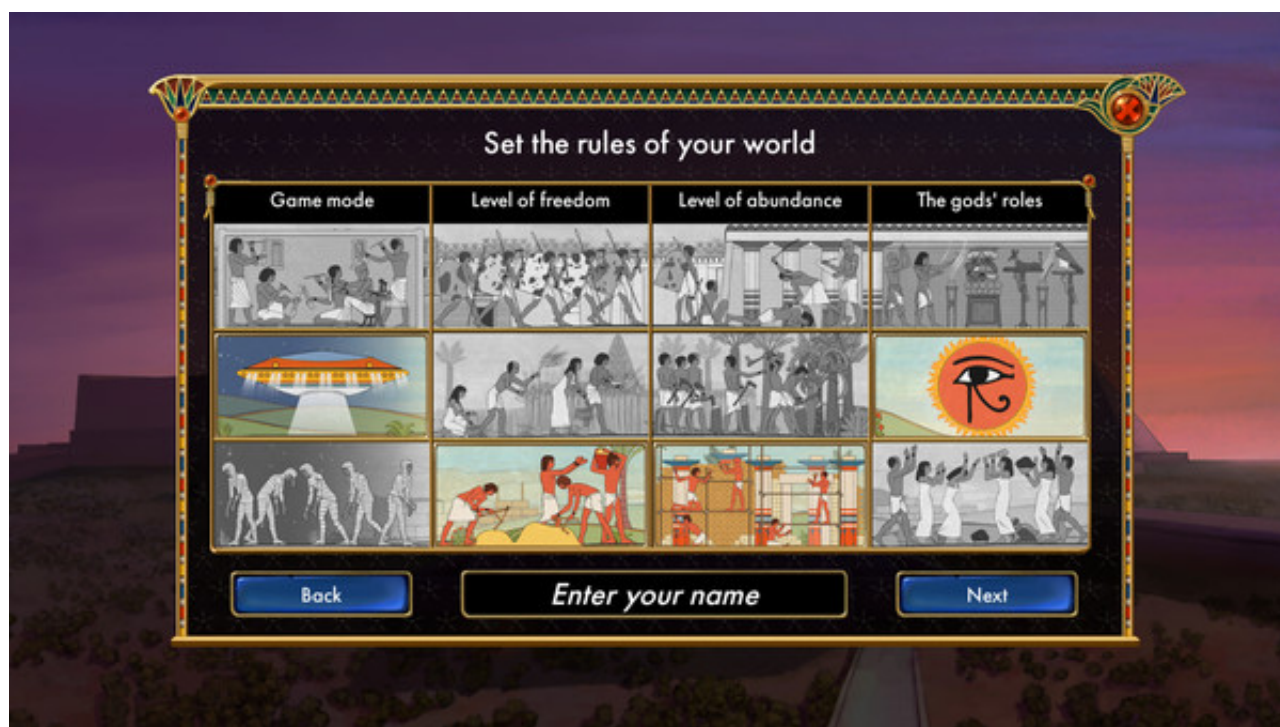 Set the rules of your world
Game mode
Level of freedom
Level of abundance
The gods' roles
Back
Enter your name
Next